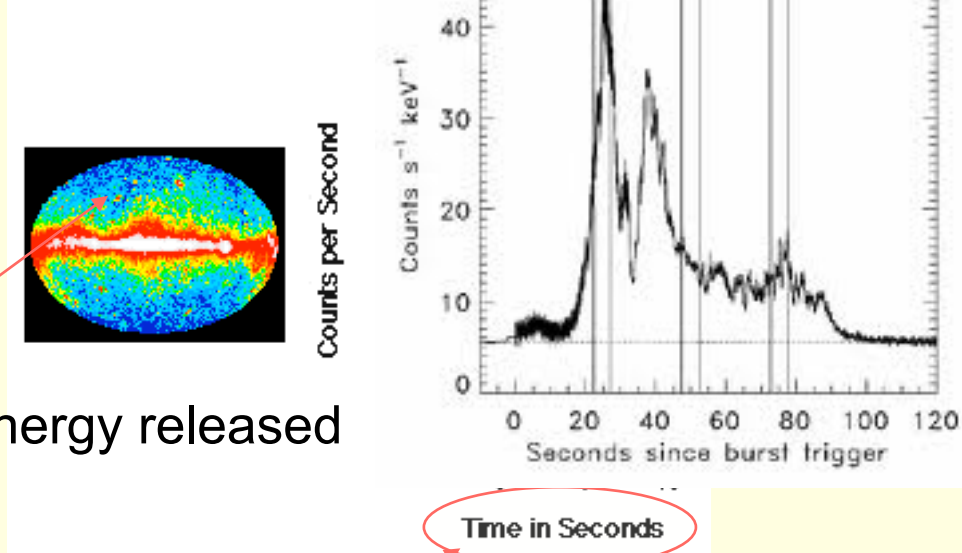 40
30
20
10
0
Counts s⁻¹ keV⁻¹
Counts per Second
0 20 40 60 80 100 120
Seconds since burst trigger
nergy released
Time in Seconds